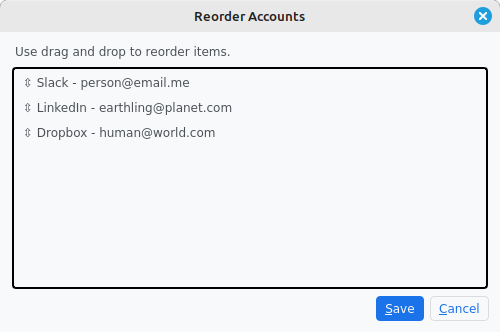 Reorder Accounts
Use drag and drop to reorder items.
⇳ Slack - person@email.me
⇳ LinkedIn - earthling@planet.com
⇳ Dropbox - human@world.com
Save Cancel